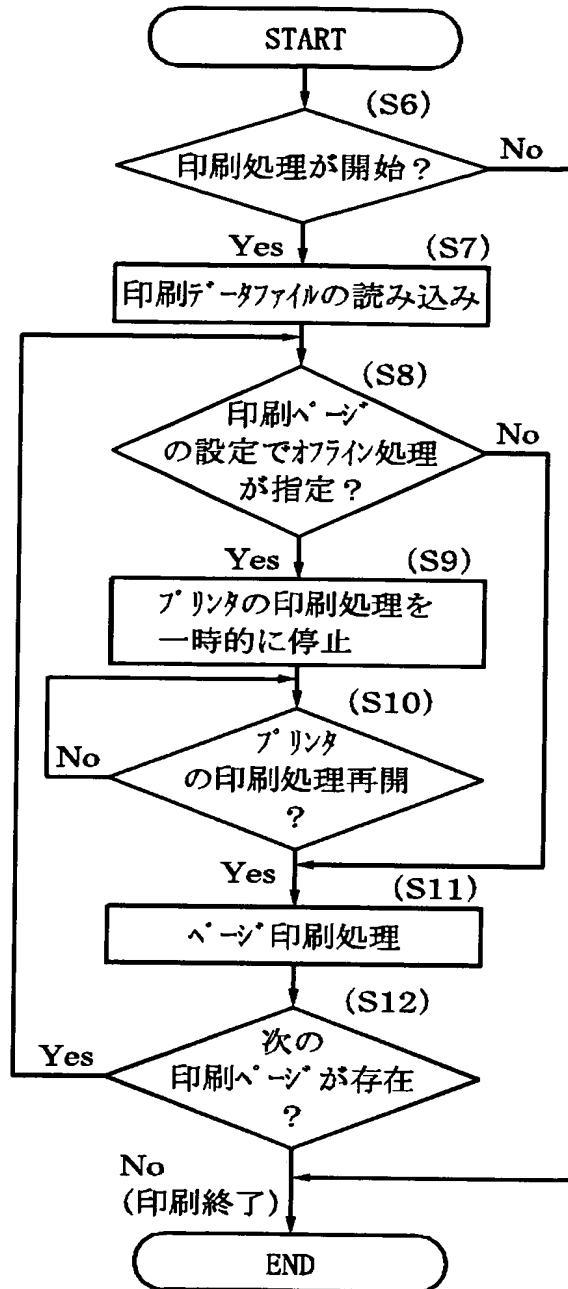 START
(S6)
印刷処理が開始?
No
Yes
(S7)
印刷データファイルの読み込み
(S8)
印刷ページ
の設定でオフライン処理
が指定?
No
Yes
(S9)
プリンタの印刷処理を
一時的に停止
(S10)
プリンタ
の印刷処理再開
?
No
Yes
(S11)
ページ印刷処理
(S12)
次の
印刷ページが存在
?
Yes
No
(印刷終了)
END